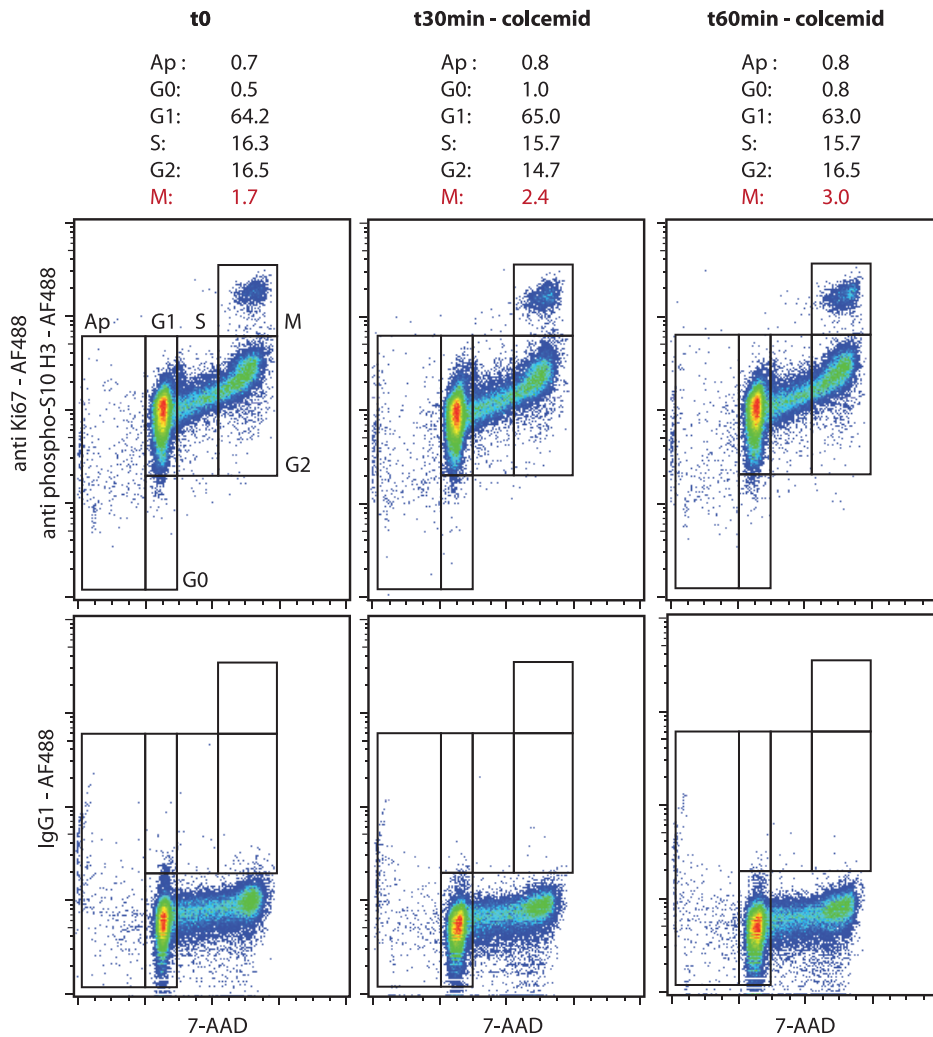 t0
t30min - colcemid
t60min - colcemid
Ap : 0.7
G0: 0.5
G1: 64.2
S: 16.3
G2: 16.5
M: 1.7
Ap : 0.8
G0: 1.0
G1: 65.0
S: 15.7
G2: 14.7
M: 2.4
Ap : 0.8
G0: 0.8
G1: 63.0
S: 15.7
G2: 16.5
M: 3.0
anti Ki67 - AF488
anti phospho-S10 H3 - AF488
Ap
G1
S
M
G2
G0
IgG1 - AF488
7-AAD
7-AAD
7-AAD